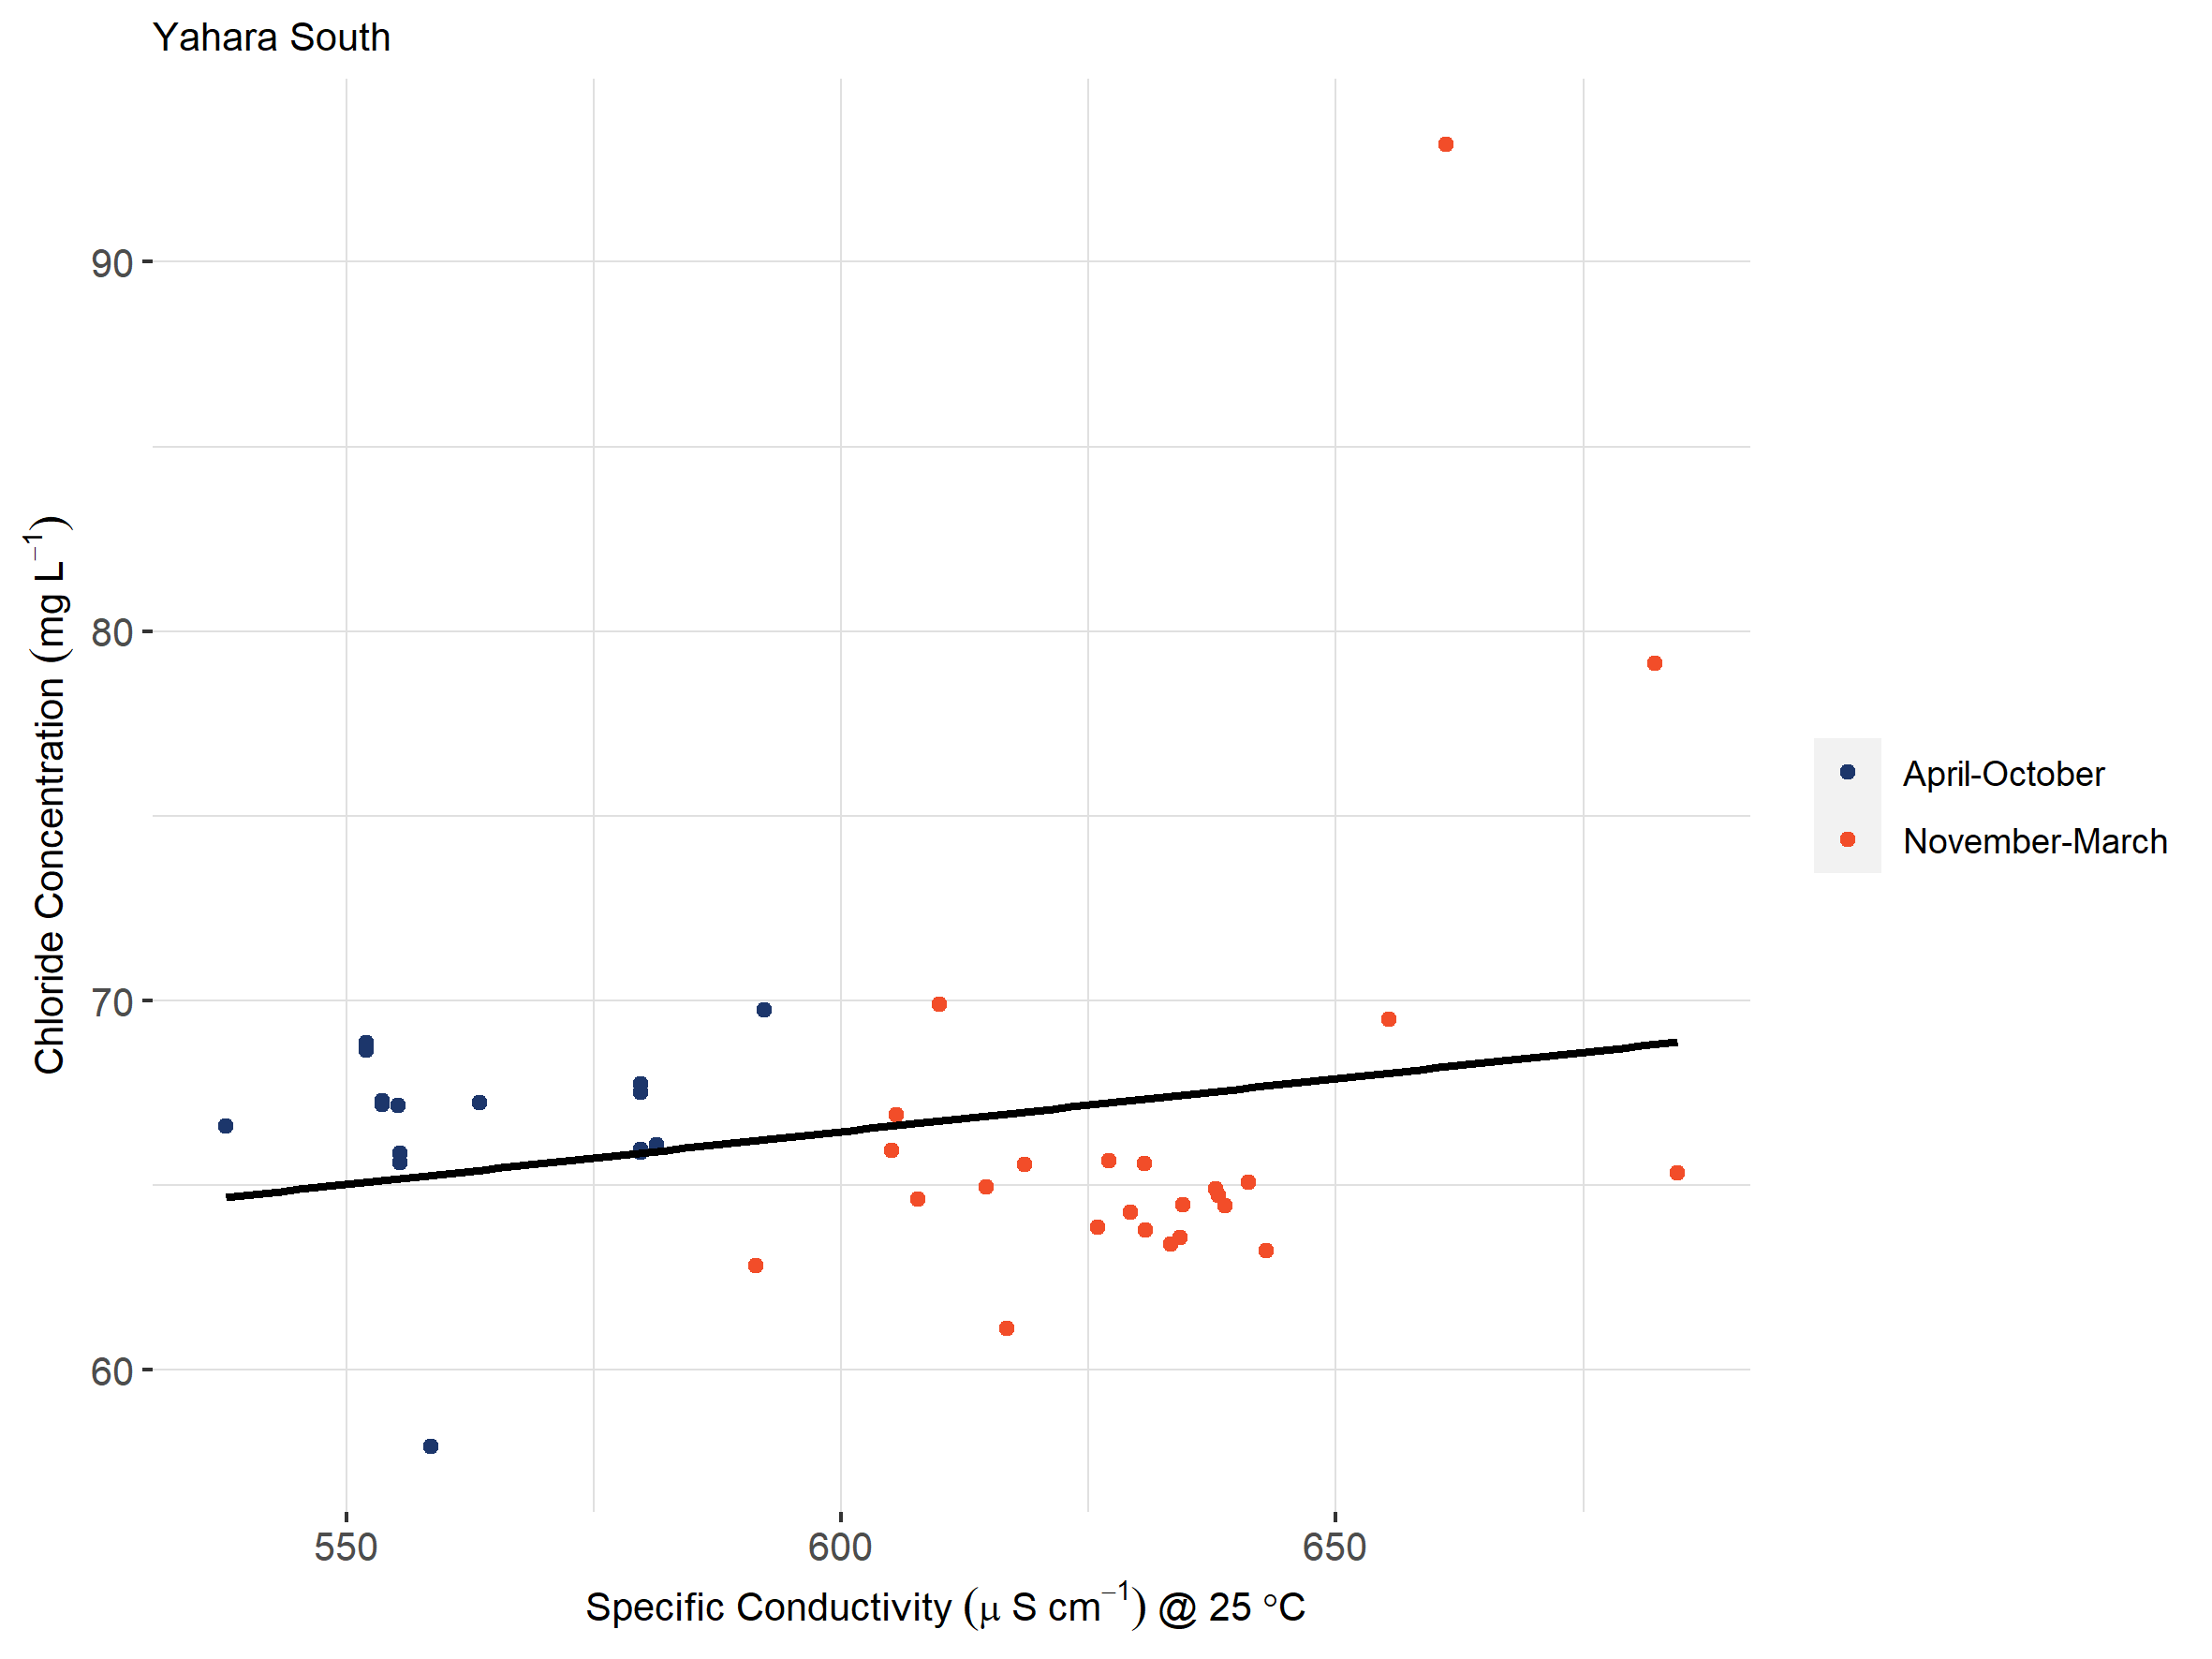 Yahara South
Chloride Concentration (mg L⁻¹)
90
80
70
60
550 600 650
Specific Conductivity (μ S cm⁻¹) @ 25 °C
April-October
November-March